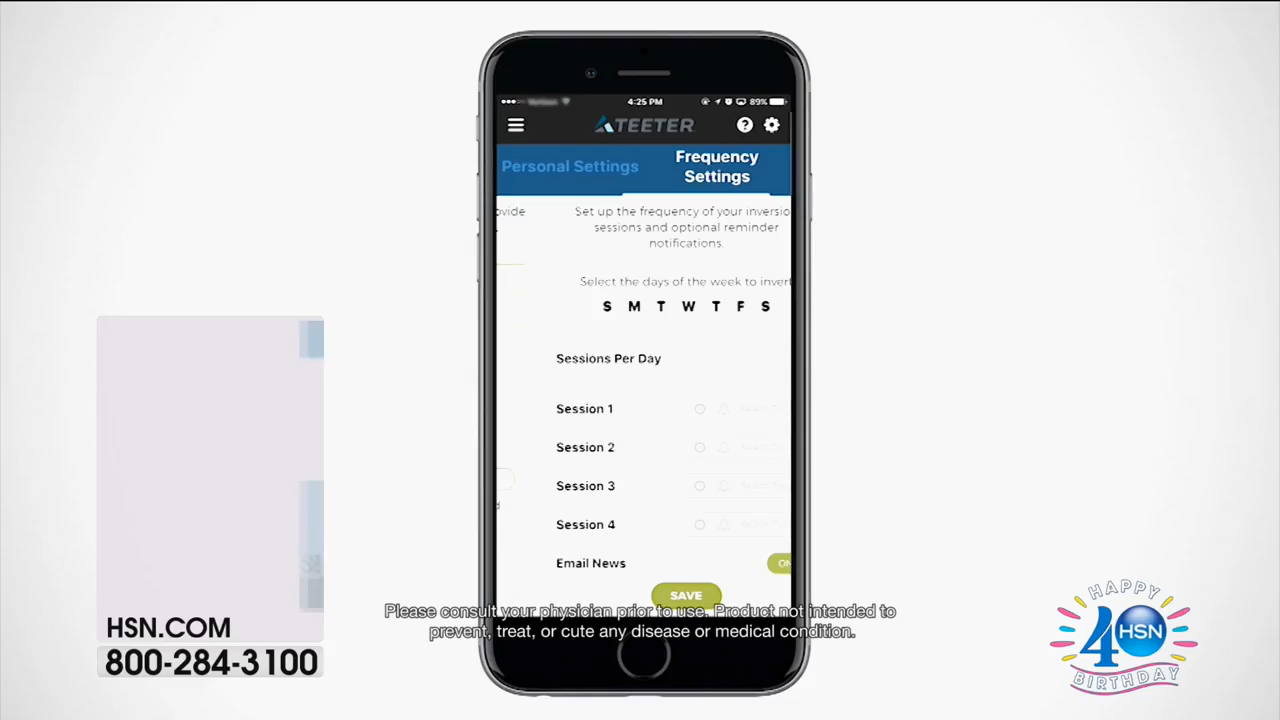 4:25 PM
89%
TEETER
?
Personal Settings
Frequency
Settings
ovide
Set up the frequency of your inversio
sessions and optional reminder
notifications.
Select the days of the week to invert
S M T W T F S
Sessions Per Day
Session 1
Session 2
Session 3
Session 4
Email News
ON
SAVE
Please consult your physician prior to use. Product not intended to
prevent, treat, or cute any disease or medical condition.
HSN.COM
800-284-3100
HAPPY
40 HSN
BIRTHDAY